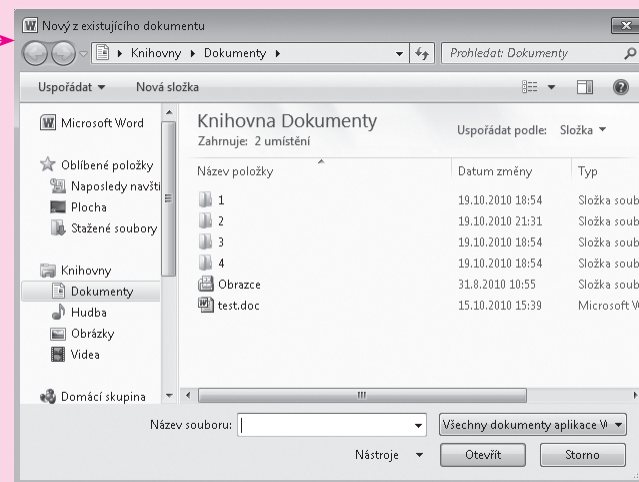 Nový z existujícího dokumentu
Knihovny Dokumenty
Prohledat: Dokumenty
Uspořádat Nová složka
Microsoft Word
Oblíbené položky
Naposledy navšti
Plocha
Stažené soubory
Knihovny
Dokumenty
Hudba
Obrázky
Videa
Domácí skupina
Knihovna Dokumenty
Zahrnuje: 2 umístění
Uspořádat podle: Složka
Název položky Datum změny Typ
1 19.10.2010 18:54 Složka soub
2 19.10.2010 21:31 Složka soub
3 19.10.2010 18:54 Složka soub
4 19.10.2010 18:54 Složka soub
Obrazce 31.8.2010 10:55 Složka soub
test.doc 15.10.2010 15:39 Microsoft W
Název souboru: Všechny dokumenty aplikace W
Nástroje Otevřít Storno